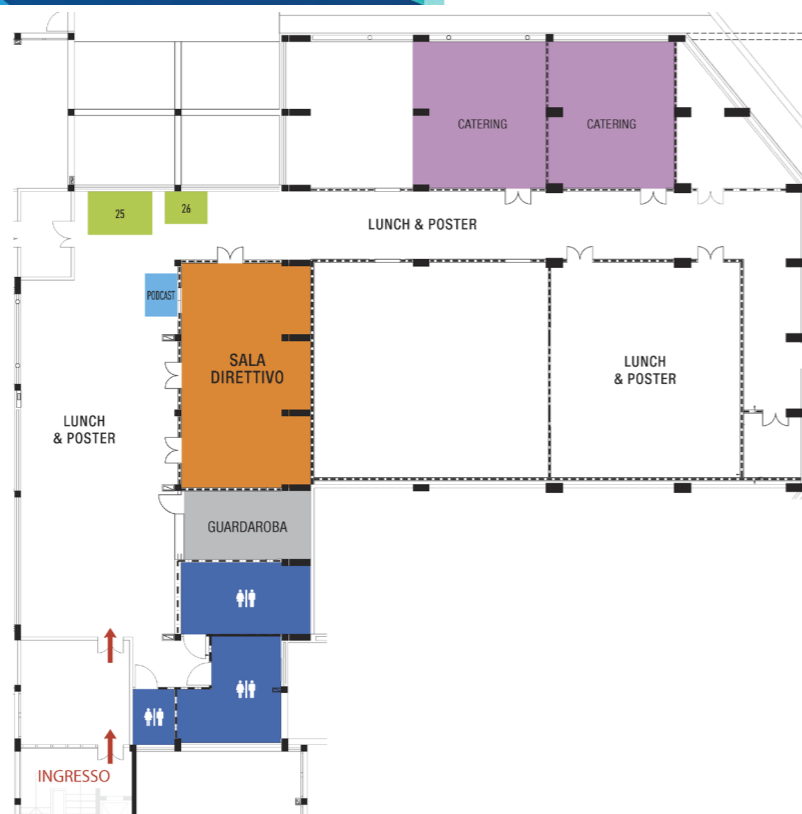 CATERING
CATERING
25
26
LUNCH & POSTER
PODCAST
SALA
DIRETTIVO
LUNCH
& POSTER
LUNCH
& POSTER
GUARDAROBA
INGRESSO